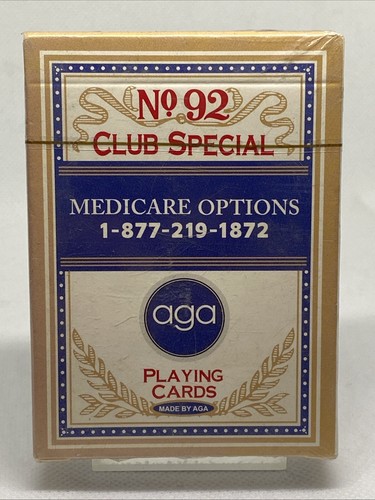 Nº 92
CLUB SPECIAL
MEDICARE OPTIONS
1-877-219-1872
aga
PLAYING
CARDS
MADE BY AGA